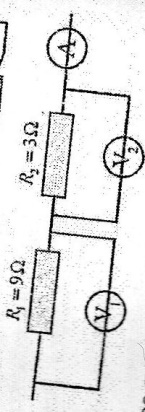 R₁ = 9Ω
R₂ = 3Ω
A
V₁
V₂